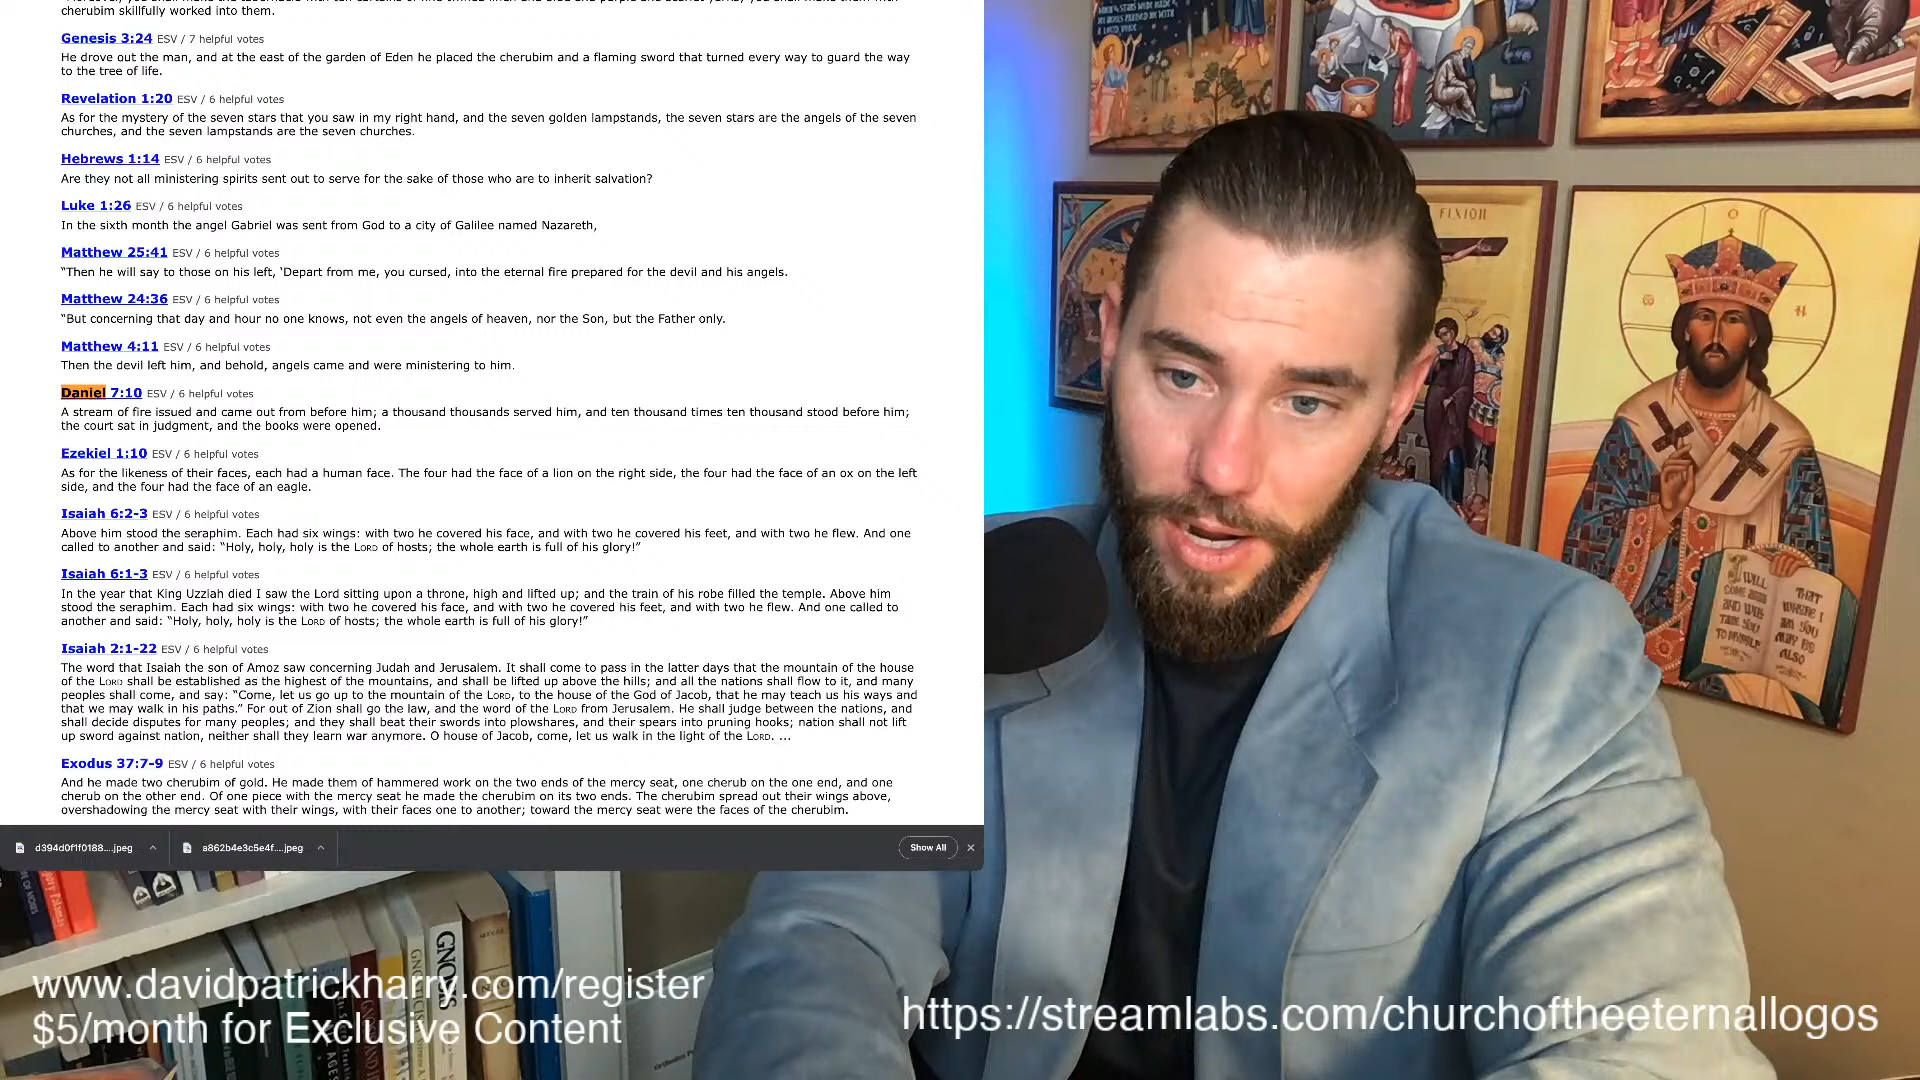 cherubim skillfully worked into them.
Genesis 3:24 ESV / 7 helpful votes
He drove out the man, and at the east of the garden of Eden he placed the cherubim and a flaming sword that turned every way to guard the way
to the tree of life.
Revelation 1:20 ESV / 6 helpful votes
As for the mystery of the seven stars that you saw in my right hand, and the seven golden lampstands, the seven stars are the angels of the seven
churches, and the seven lampstands are the seven churches.
Hebrews 1:14 ESV / 6 helpful votes
Are they not all ministering spirits sent out to serve for the sake of those who are to inherit salvation?
Luke 1:26 ESV / 6 helpful votes
In the sixth month the angel Gabriel was sent from God to a city of Galilee named Nazareth,
Matthew 25:41 ESV / 6 helpful votes
“Then he will say to those on his left, ‘Depart from me, you cursed, into the eternal fire prepared for the devil and his angels.
Matthew 24:36 ESV / 6 helpful votes
“But concerning that day and hour no one knows, not even the angels of heaven, nor the Son, but the Father only.
Matthew 4:11 ESV / 6 helpful votes
Then the devil left him, and behold, angels came and were ministering to him.
Daniel 7:10 ESV / 6 helpful votes
A stream of fire issued and came out from before him; a thousand thousands served him, and ten thousand times ten thousand stood before him;
the court sat in judgment, and the books were opened.
Ezekiel 1:10 ESV / 6 helpful votes
As for the likeness of their faces, each had a human face. The four had the face of a lion on the right side, the four had the face of an ox on the left
side, and the four had the face of an eagle.
Isaiah 6:2-3 ESV / 6 helpful votes
Above him stood the seraphim. Each had six wings: with two he covered his face, and with two he covered his feet, and with two he flew. And one
called to another and said: “Holy, holy, holy is the LORD of hosts; the whole earth is full of his glory!”
Isaiah 6:1-3 ESV / 6 helpful votes
In the year that King Uzziah died I saw the Lord sitting upon a throne, high and lifted up; and the train of his robe filled the temple. Above him
stood the seraphim. Each had six wings: with two he covered his face, and with two he covered his feet, and with two he flew. And one called to
another and said: “Holy, holy, holy is the LORD of hosts; the whole earth is full of his glory!”
Isaiah 2:1-22 ESV / 6 helpful votes
The word that Isaiah the son of Amoz saw concerning Judah and Jerusalem. It shall come to pass in the latter days that the mountain of the house
of the LORD shall be established as the highest of the mountains, and shall be lifted up above the hills; and all the nations shall flow to it, and many
peoples shall come, and say: “Come, let us go up to the mountain of the LORD, to the house of the God of Jacob, that he may teach us his ways and
that we may walk in his paths.” For out of Zion shall go the law, and the word of the LORD from Jerusalem. He shall judge between the nations, and
shall decide disputes for many peoples; and they shall beat their swords into plowshares, and their spears into pruning hooks; nation shall not lift
up sword against nation, neither shall they learn war anymore. O house of Jacob, come, let us walk in the light of the LORD. ...
Exodus 37:7-9 ESV / 6 helpful votes
And he made two cherubim of gold. He made them of hammered work on the two ends of the mercy seat, one cherub on the one end, and one
cherub on the other end. Of one piece with the mercy seat he made the cherubim on its two ends. The cherubim spread out their wings above,
overshadowing the mercy seat with their wings, with their faces one to another; toward the mercy seat were the faces of the cherubim.
d394d0f1f0188....jpeg
a862b4e3c5e4f....jpeg
Show All
FIXION
I WILL
COME AGAIN
AND WILL
TAKE YOU
TO MYSELF
THAT
WHERE I
AM YOU
MAY BE
ALSO
GNOSIS
www.davidpatrickharry.com/register
$5/month for Exclusive Content
https://streamlabs.com/churchoftheeternallogos